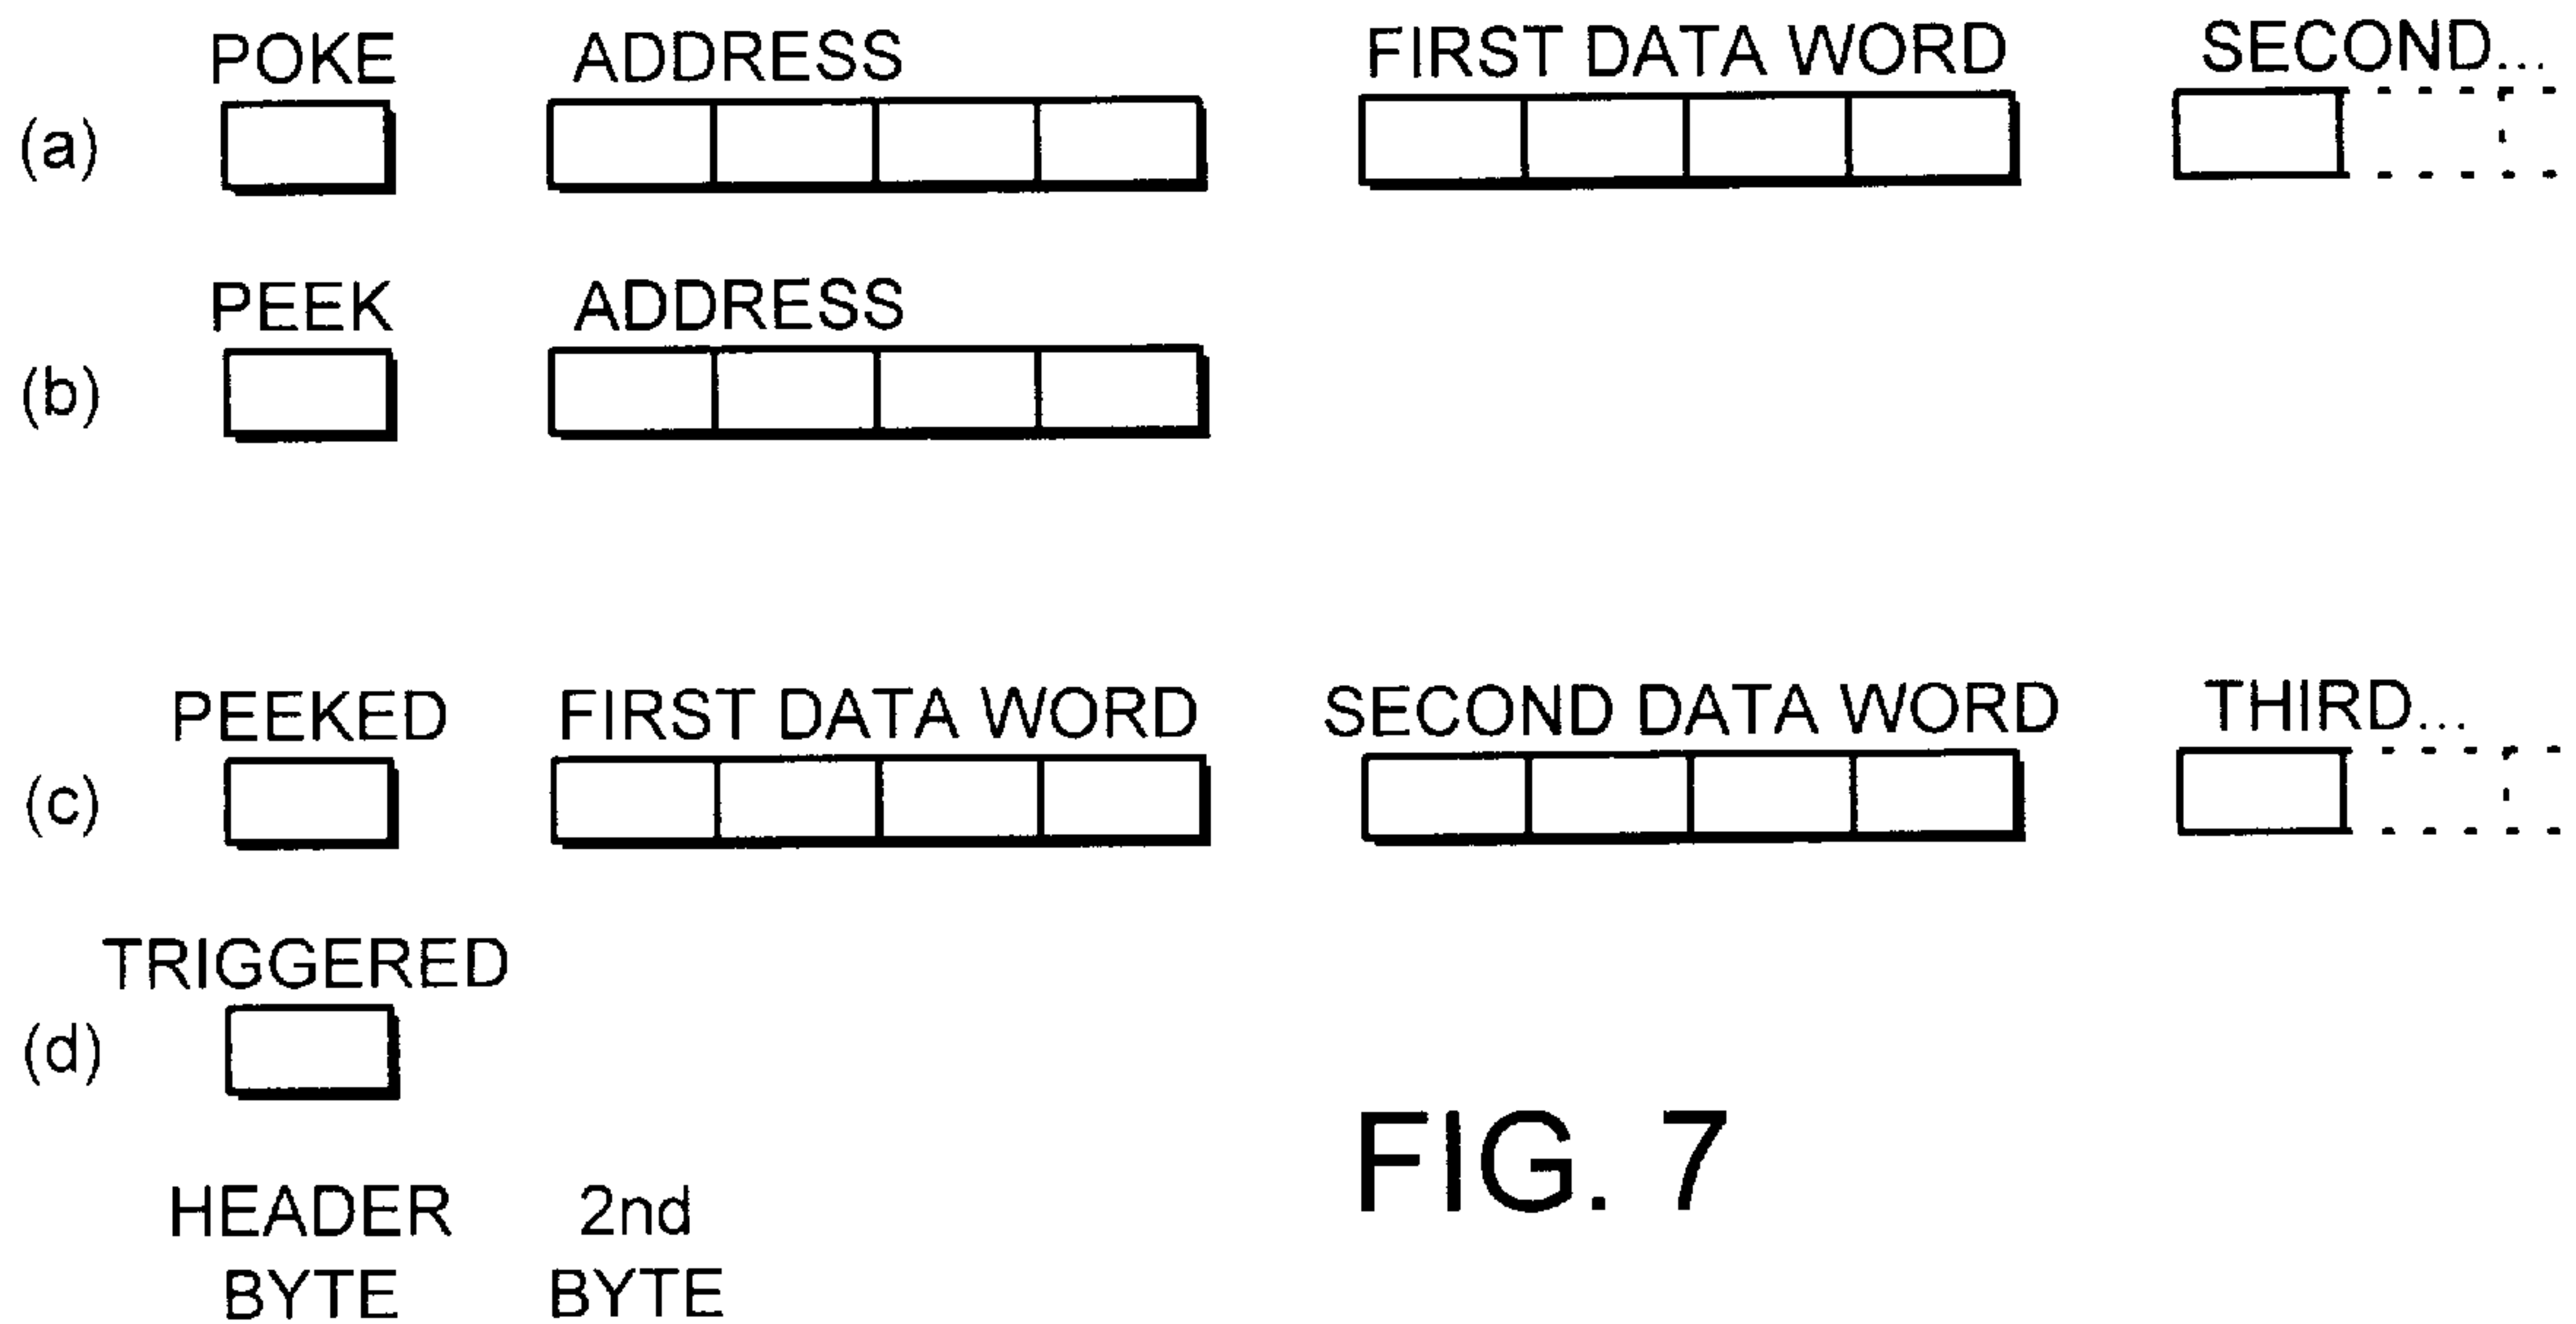 POKE ADDRESS FIRST DATA WORD SECOND...
(a)
PEEK ADDRESS
(b)
PEEKED FIRST DATA WORD SECOND DATA WORD THIRD...
(c)
TRIGGERED
(d)
HEADER BYTE
2nd BYTE
FIG. 7